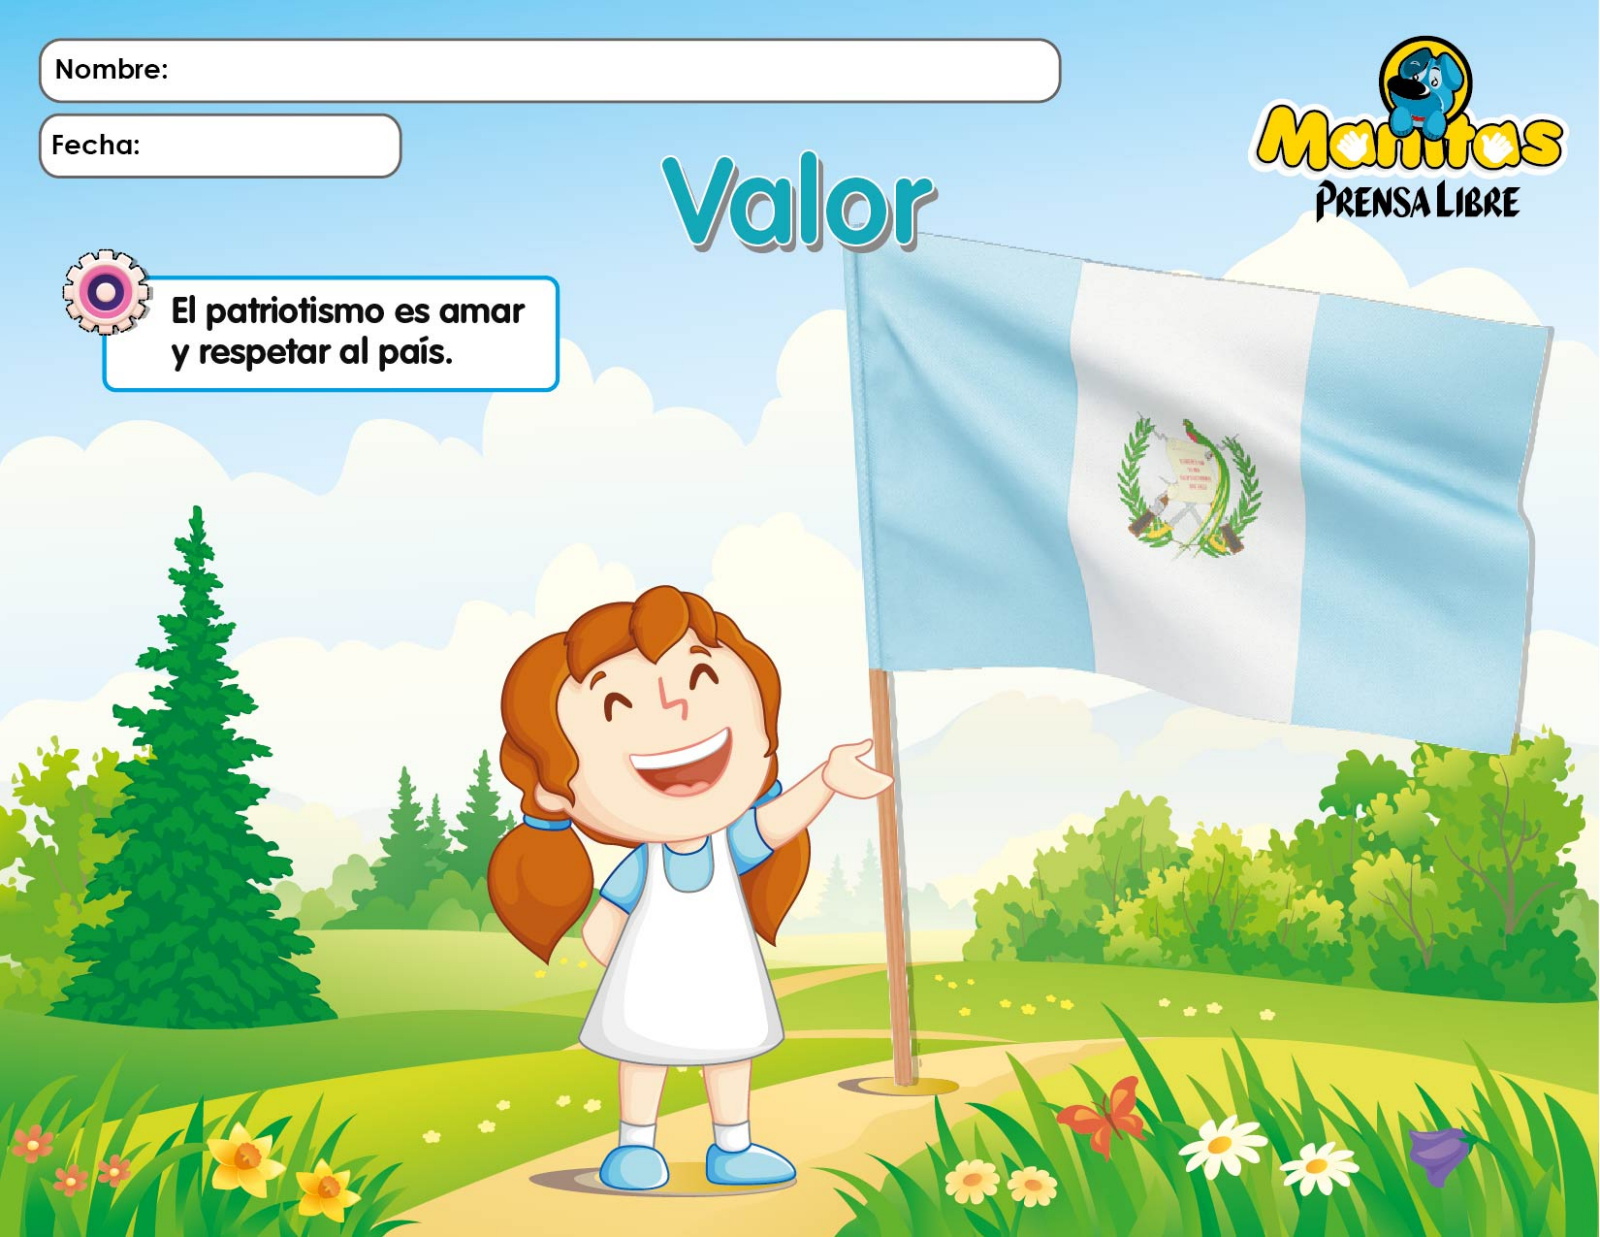 Nombre:
Fecha:
Manitas
PRENSA LIBRE
Valor
El patriotismo es amar
y respetar al país.